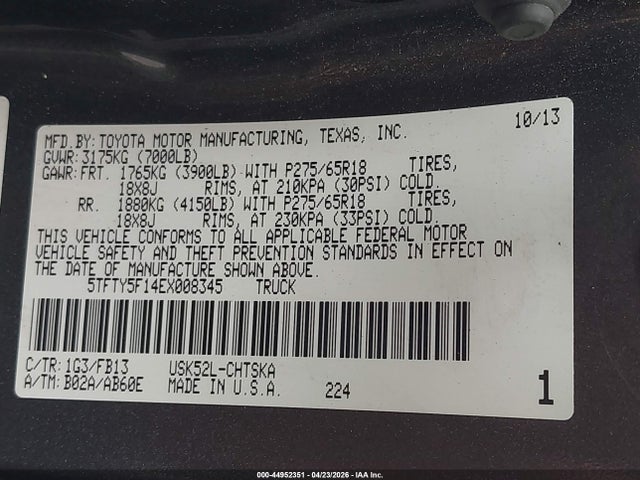 MFD.BY: TOYOTA MOTOR MANUFACTURING, TEXAS, INC. 10/13
GVWR: 3175KG (7000LB)
GAWR: FRT. 1765KG (3900LB) WITH P275/65R18 TIRES,
18X8J RIMS, AT 210KPA (30PSI) COLD.
RR. 1880KG (4150LB) WITH P275/65R18 TIRES,
18X8J RIMS, AT 230KPA (33PSI) COLD.
THIS VEHICLE CONFORMS TO ALL APPLICABLE FEDERAL MOTOR
VEHICLE SAFETY AND THEFT PREVENTION STANDARDS IN EFFECT ON
THE DATE OF MANUFACTURE SHOWN ABOVE.
5TFTY5F14EX008345 TRUCK
C/TR: 1G3/FB13 USK52L-CHTSKA
A/TM: B02A/AB60E MADE IN U.S.A. 224 1
000-44952351 - 04/23/2026 - IAA Inc.